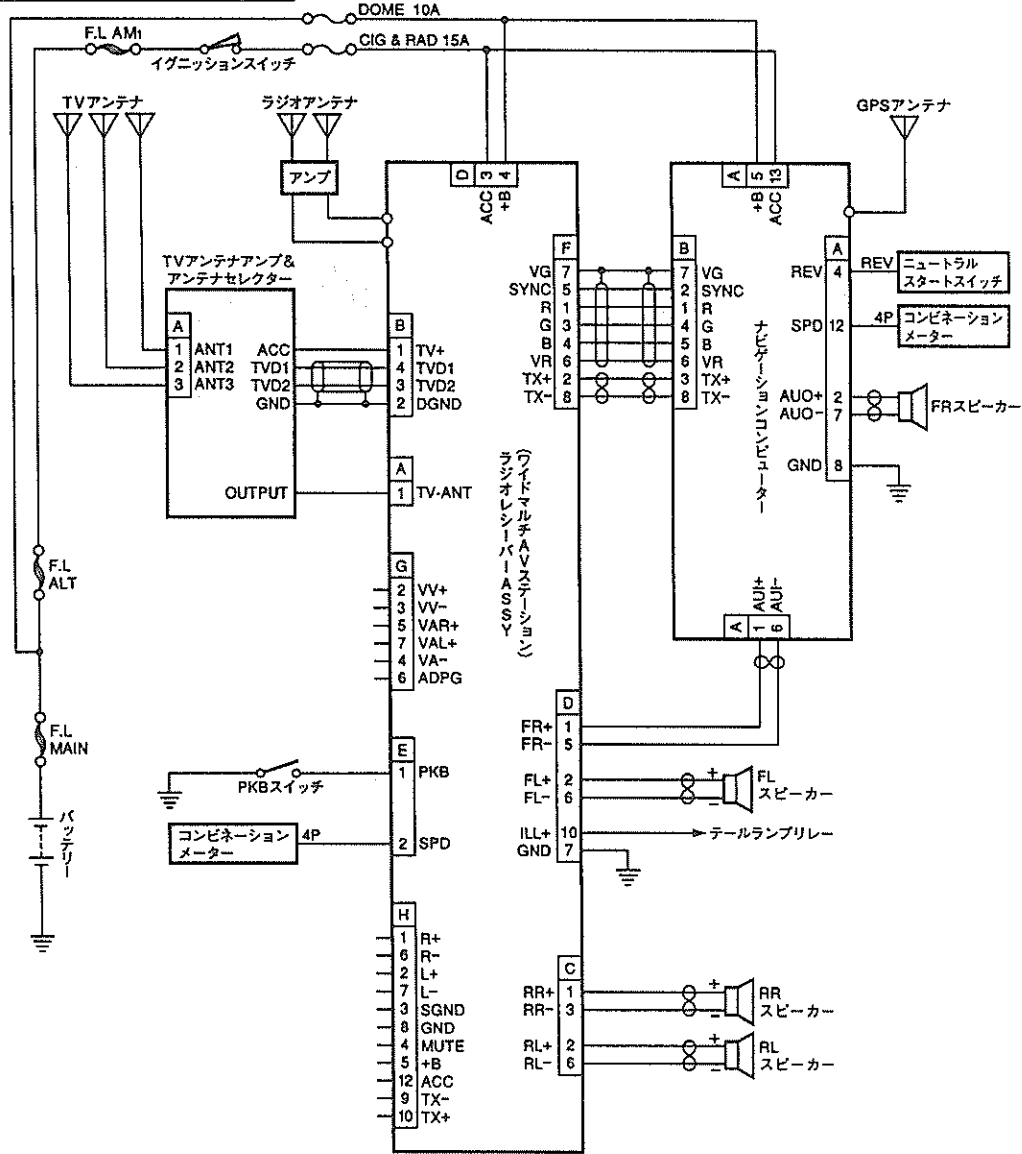 DOME 10A
F.L AM1
CIG & RAD 15A
イグニッションスイッチ
TVアンテナ
ラジオアンテナ
GPSアンテナ
アンプ
D 3 4
ACC +B
A 5 13
+B ACC
TVアンテナアンプ&
アンテナセレクター
A
1 ANT1
2 ANT2
3 ANT3
ACC
TVD1
TVD2
GND
OUTPUT
B
1 TV+
4 TVD1
3 TVD2
2 DGND
A
1 TV-ANT
F
VG 7
SYNC 5
R 1
G 3
B 4
VR 6
TX+ 2
TX- 8
B
7 VG
2 SYNC
1 R
4 G
5 B
6 VR
3 TX+
8 TX-
A
REV 4
REV
ニュートラル
スタートスイッチ
SPD 12
4P
コンビネーション
メーター
AUO+ 2
AUO- 7
FRスピーカー
GND 8
ナビゲーションコンピューター
A 1 6
AUI+ AUI-
(ワイドマルチAVステーション)
ラジオレシーバーASSY
F.L
ALT
F.L
MAIN
バッテリー
G
2 VV+
3 VV-
5 VAR+
7 VAL+
4 VA-
6 ADPG
E
1 PKB
PKBスイッチ
コンビネーション
メーター
4P
2 SPD
H
1 R+
6 R-
2 L+
7 L-
3 SGND
8 GND
4 MUTE
5 +B
12 ACC
9 TX-
10 TX+
D
FR+ 1
FR- 5
FL+ 2
FL- 6
+
-
FL
スピーカー
ILL+ 10
テールランプリレー
GND 7
C
RR+ 1
RR- 3
+
-
RR
スピーカー
RL+ 2
RL- 6
+
-
RL
スピーカー